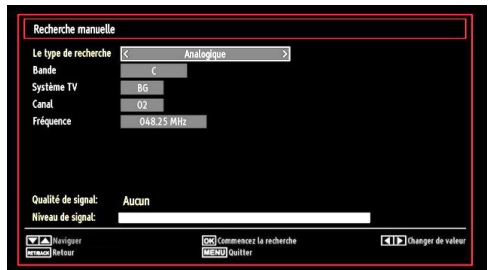 Recherche manuelle
Le type de recherche < Analogique >
Bande C
Système TV BG
Canal 02
Fréquence 048.25 MHz
Qualité de signal: Aucun
Niveau de signal:
Naviguer OK Commencez la recherche Changer de valeur
RETBACK Retour MENU Quitter